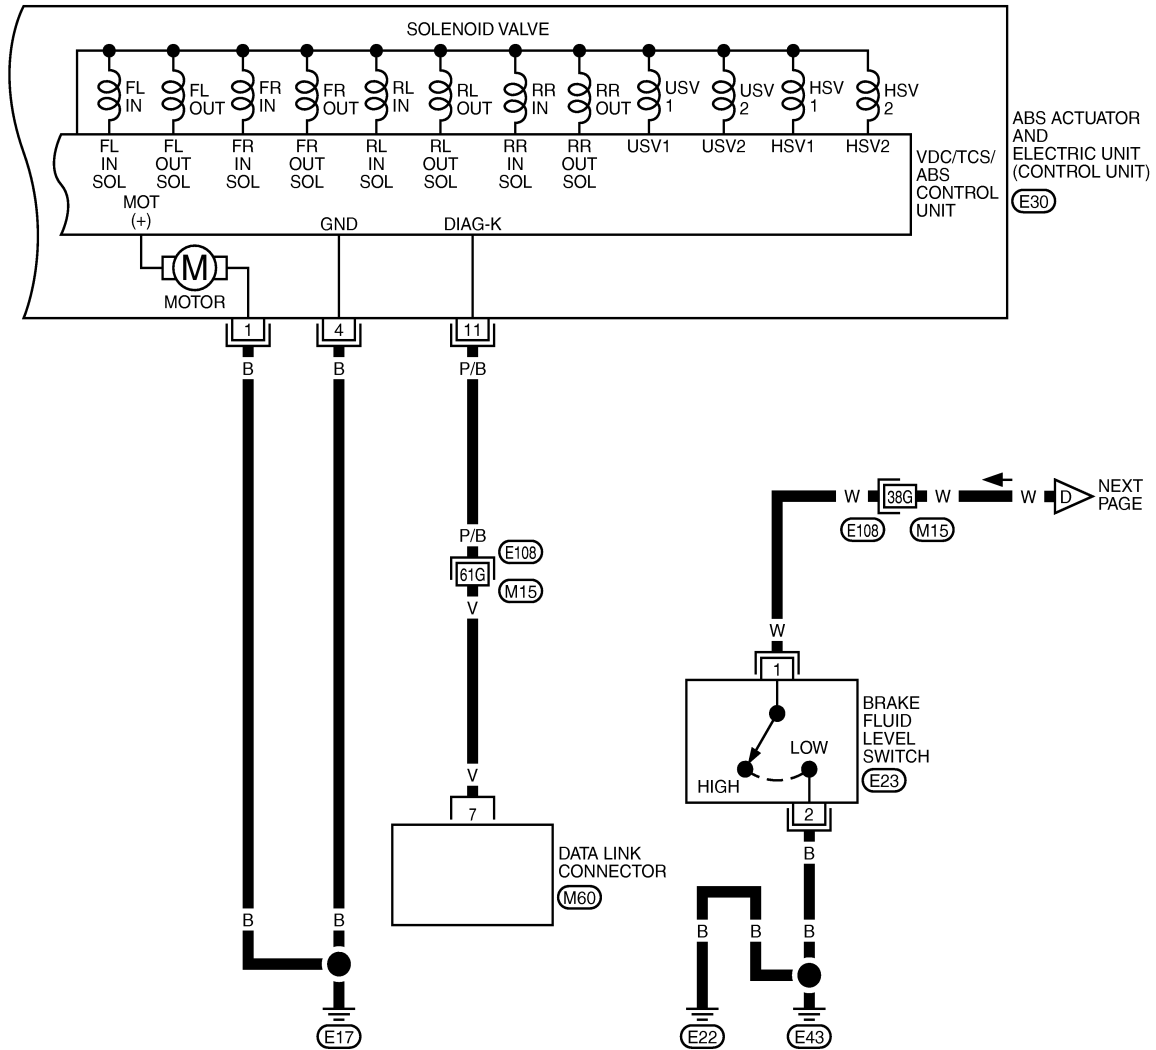 SOLENOID VALVE
FL
IN
FL
OUT
FR
IN
FR
OUT
RL
IN
RL
OUT
RR
IN
RR
OUT
USV
1
USV
2
HSV
1
HSV
2
FL
IN
SOL
FL
OUT
SOL
FR
IN
SOL
FR
OUT
SOL
RL
IN
SOL
RL
OUT
SOL
RR
IN
SOL
RR
OUT
SOL
USV1
USV2
HSV1
HSV2
VDC/TCS/
ABS
CONTROL
UNIT
ABS ACTUATOR
AND
ELECTRIC UNIT
(CONTROL UNIT)
E30
MOT
(+)
GND
DIAG-K
M
MOTOR
1
4
11
B
B
P/B
P/B
E108
61G
M15
V
V
7
DATA LINK
CONNECTOR
M60
B
B
E17
W
38G
W
W
D
NEXT
PAGE
E108
M15
W
1
BRAKE
FLUID
LEVEL
SWITCH
E23
LOW
HIGH
2
B
B
B
B
E22
E43